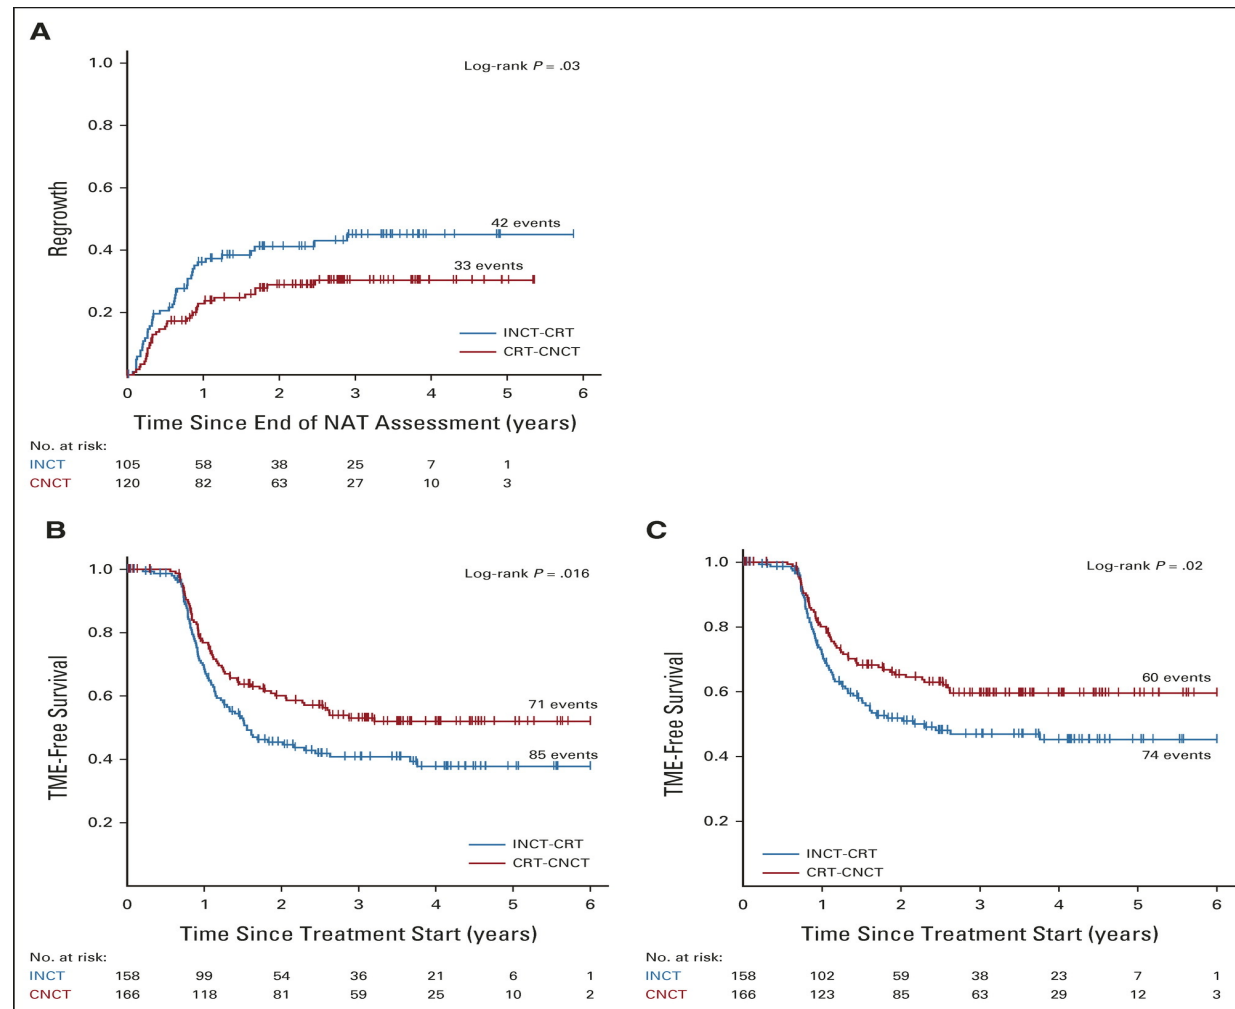 A
Log-rank P = .03
1.0
0.8
0.6
0.4
0.2
Regrowth
42 events
33 events
INCT-CRT
CRT-CNCT
0 1 2 3 4 5 6
Time Since End of NAT Assessment (years)
No. at risk:
INCT 105 58 38 25 7 1
CNCT 120 82 63 27 10 3
B
Log-rank P = .016
1.0
0.8
0.6
0.4
0.2
TME-Free Survival
71 events
85 events
INCT-CRT
CRT-CNCT
0 1 2 3 4 5 6
Time Since Treatment Start (years)
No. at risk:
INCT 158 99 54 36 21 6 1
CNCT 166 118 81 59 25 10 2
C
Log-rank P = .02
1.0
0.8
0.6
0.4
0.2
TME-Free Survival
60 events
74 events
INCT-CRT
CRT-CNCT
0 1 2 3 4 5 6
Time Since Treatment Start (years)
No. at risk:
INCT 158 102 59 38 23 7 1
CNCT 166 123 85 63 29 12 3